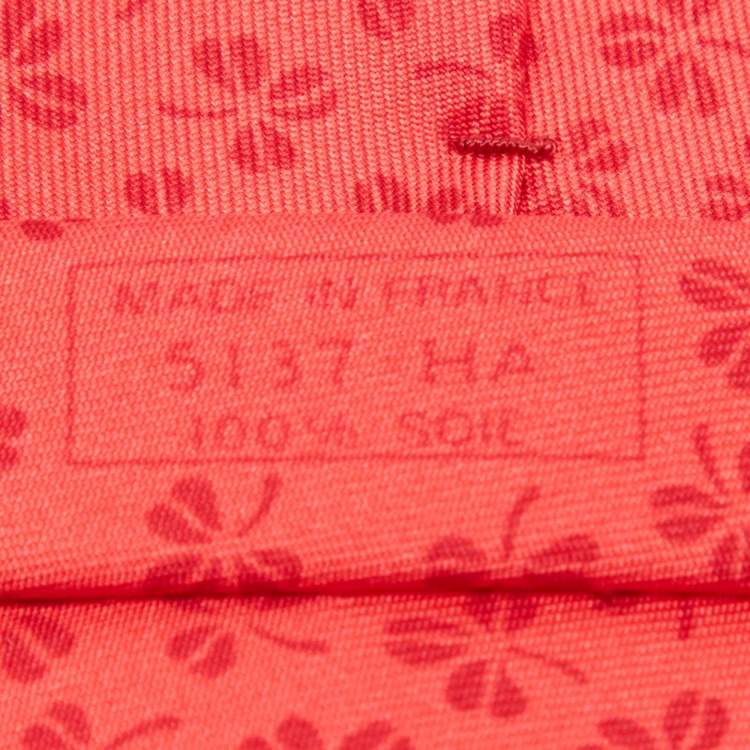 MADE IN FRANCE
5137 HA
100% SOIE